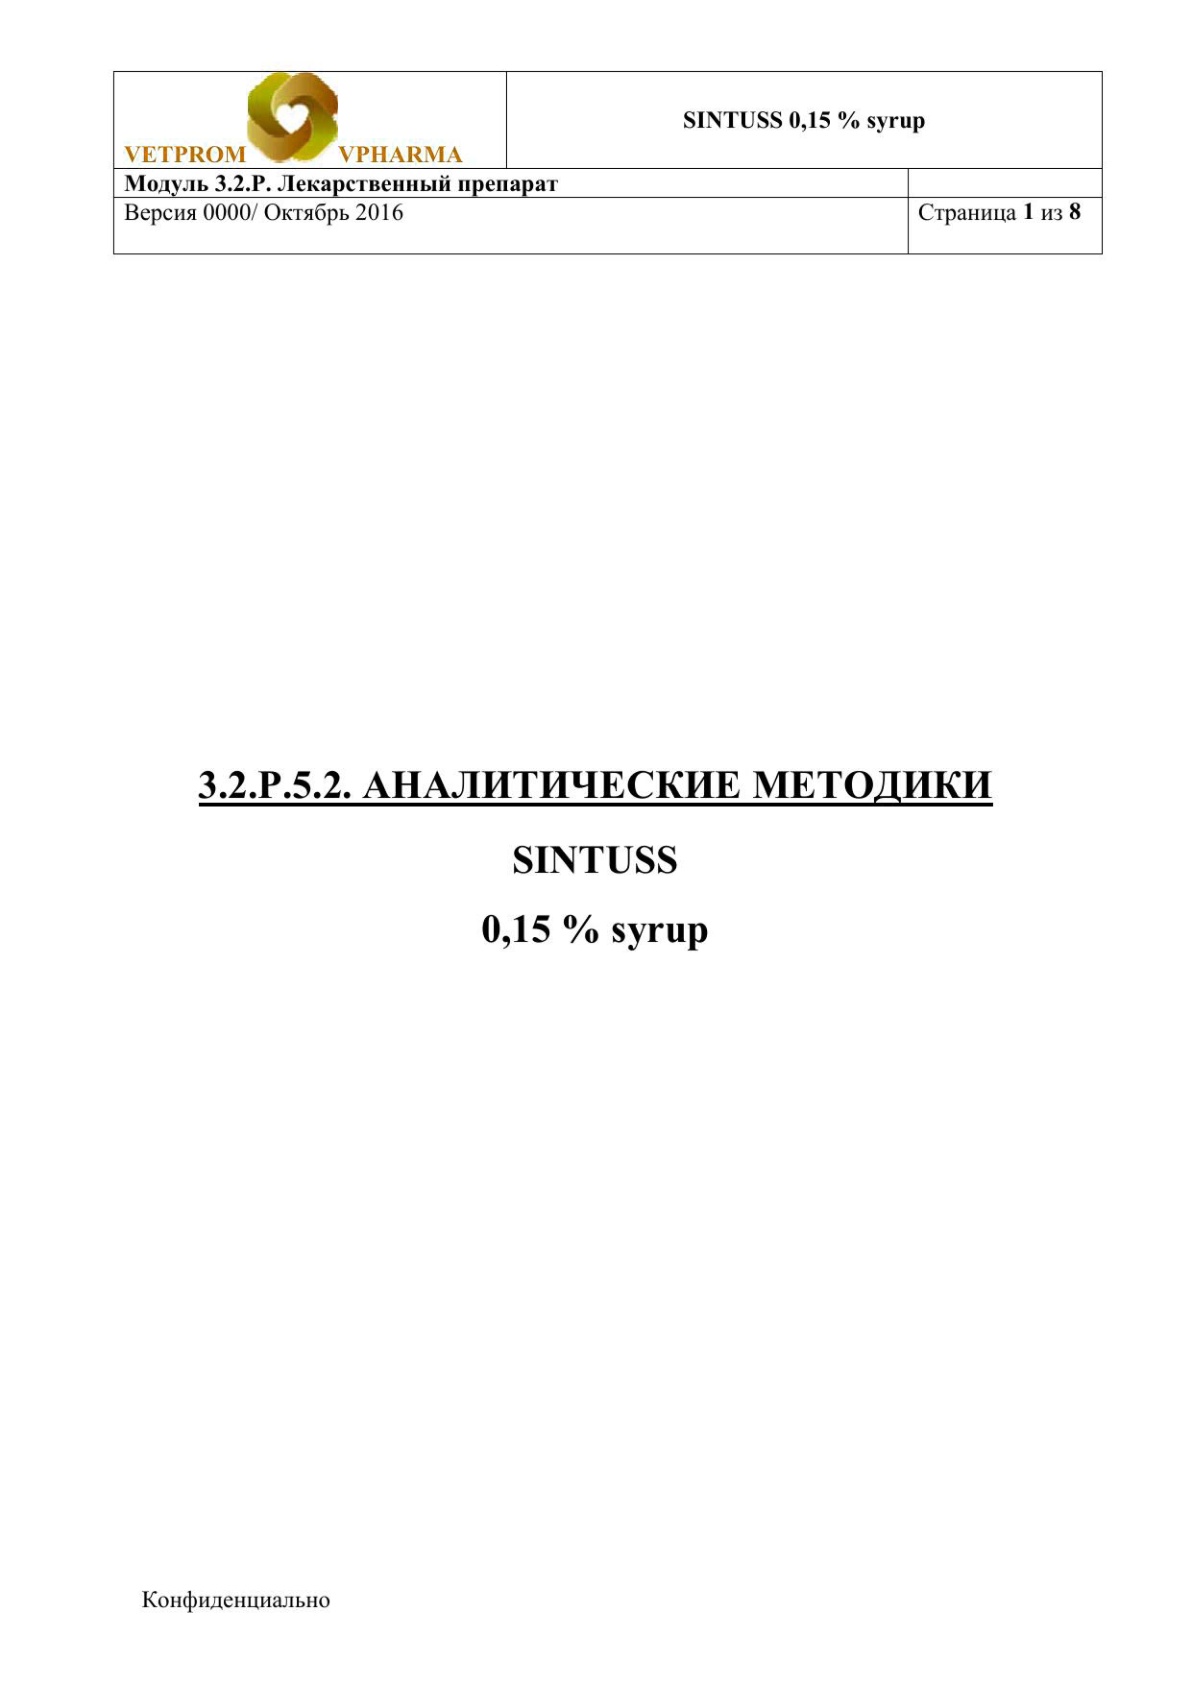 VETPROM VPHARMA
SINTUSS 0,15 % syrup
Модуль 3.2.Р. Лекарственный препарат
Версия 0000/ Октябрь 2016
Страница 1 из 8
3.2.Р.5.2. АНАЛИТИЧЕСКИЕ МЕТОДИКИ
SINTUSS
0,15 % syrup
Конфиденциально